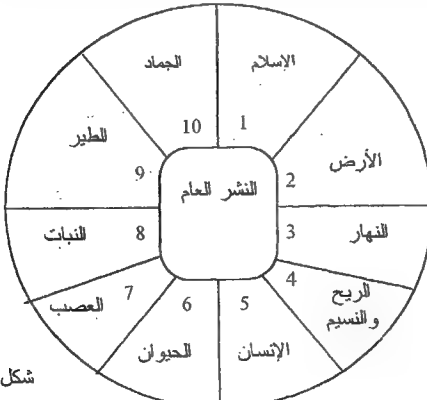 الإسلام
1
الأرض
2
النهار
3
الريح
والنسيم
4
الإنسان
5
الحيوان
6
العصب
7
النبات
8
الطير
9
الجماد
10
النشر العام
شكل